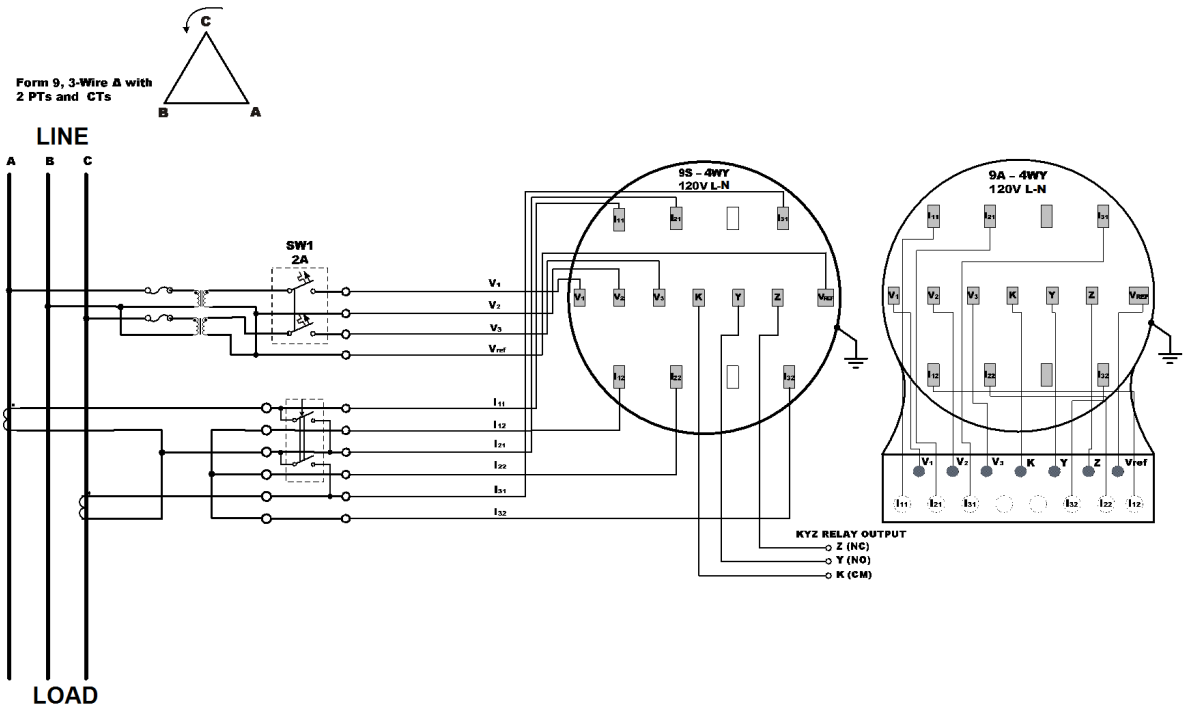 C
Form 9, 3-Wire Δ with
2 PTs and CTs
B A
LINE
A B C
SW1
2A
V1
V2
V3
Vref
I11
I12
I21
I22
I31
I32
9S – 4WY
120V L-N
I11 I21 I31
V1 V2 V3 K Y Z VREF
I12 I22 I32
9A – 4WY
120V L-N
I11 I21 I31
V1 V2 V3 K Y Z VREF
I12 I22 I32
V1 V2 V3 K Y Z Vref
I11 I21 I31 I32 I22 I12
KYZ RELAY OUTPUT
Z (NC)
Y (NO)
K (CM)
LOAD